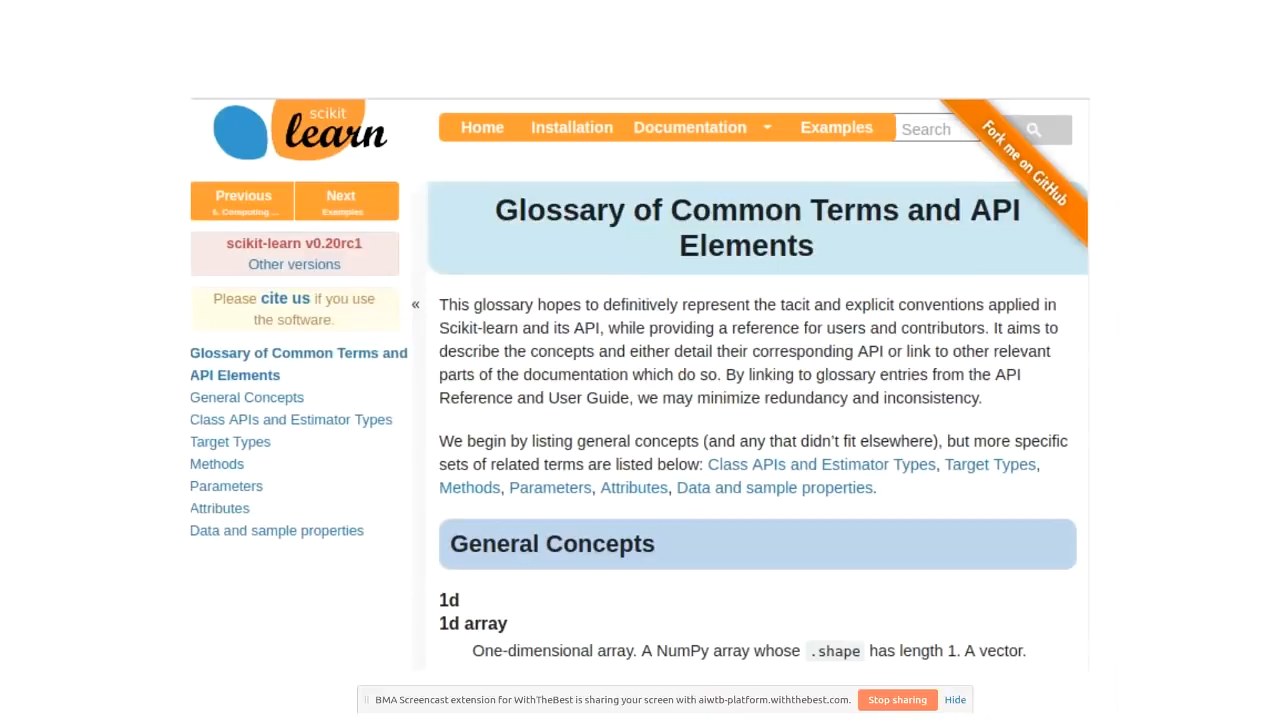 scikit
learn
Home Installation Documentation Examples Search
Fork me on GitHub
Previous Next
6. Computing ... Examples
scikit-learn v0.20rc1
Other versions
Please cite us if you use
the software.
Glossary of Common Terms and
API Elements
General Concepts
Class APIs and Estimator Types
Target Types
Methods
Parameters
Attributes
Data and sample properties
«
Glossary of Common Terms and API
Elements
This glossary hopes to definitively represent the tacit and explicit conventions applied in
Scikit-learn and its API, while providing a reference for users and contributors. It aims to
describe the concepts and either detail their corresponding API or link to other relevant
parts of the documentation which do so. By linking to glossary entries from the API
Reference and User Guide, we may minimize redundancy and inconsistency.
We begin by listing general concepts (and any that didn’t fit elsewhere), but more specific
sets of related terms are listed below: Class APIs and Estimator Types, Target Types,
Methods, Parameters, Attributes, Data and sample properties.
General Concepts
1d
1d array
One-dimensional array. A NumPy array whose .shape has length 1. A vector.
BMA Screencast extension for WithTheBest is sharing your screen with aiwtb-platform.withthebest.com. Stop sharing Hide